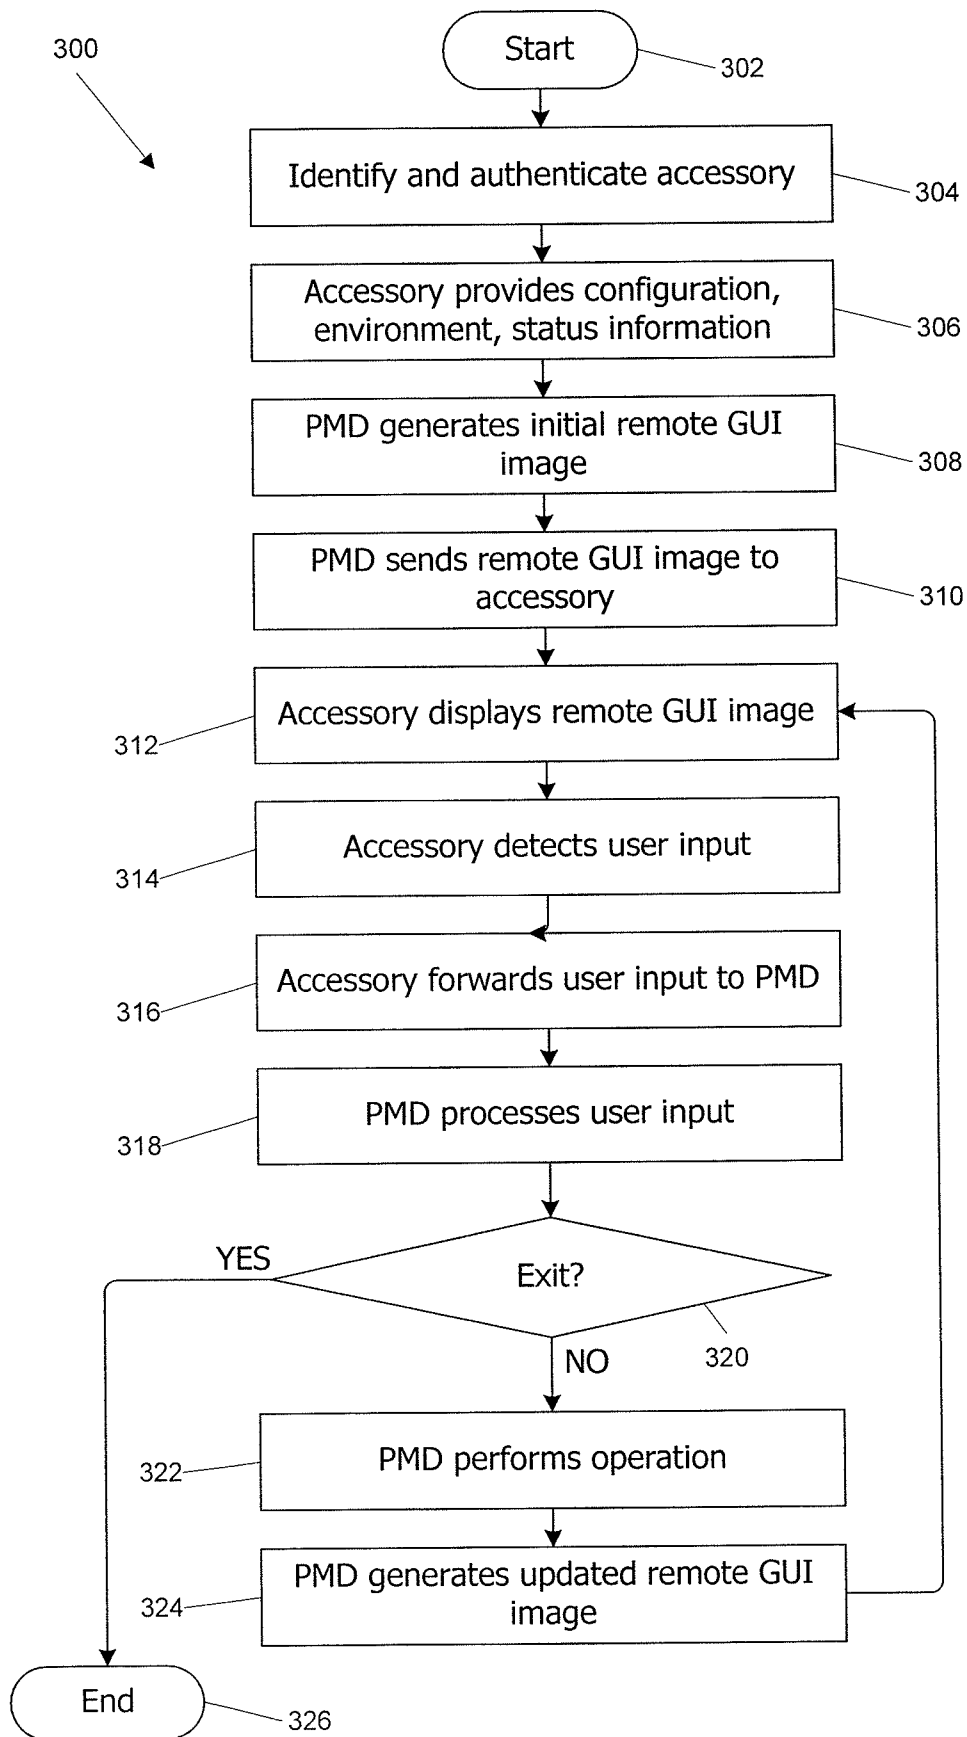 300
Start
302
Identify and authenticate accessory
304
Accessory provides configuration,
environment, status information
306
PMD generates initial remote GUI
image
308
PMD sends remote GUI image to
accessory
310
Accessory displays remote GUI image
312
Accessory detects user input
314
Accessory forwards user input to PMD
316
PMD processes user input
318
YES
Exit?
320
NO
PMD performs operation
322
PMD generates updated remote GUI
image
324
End
326